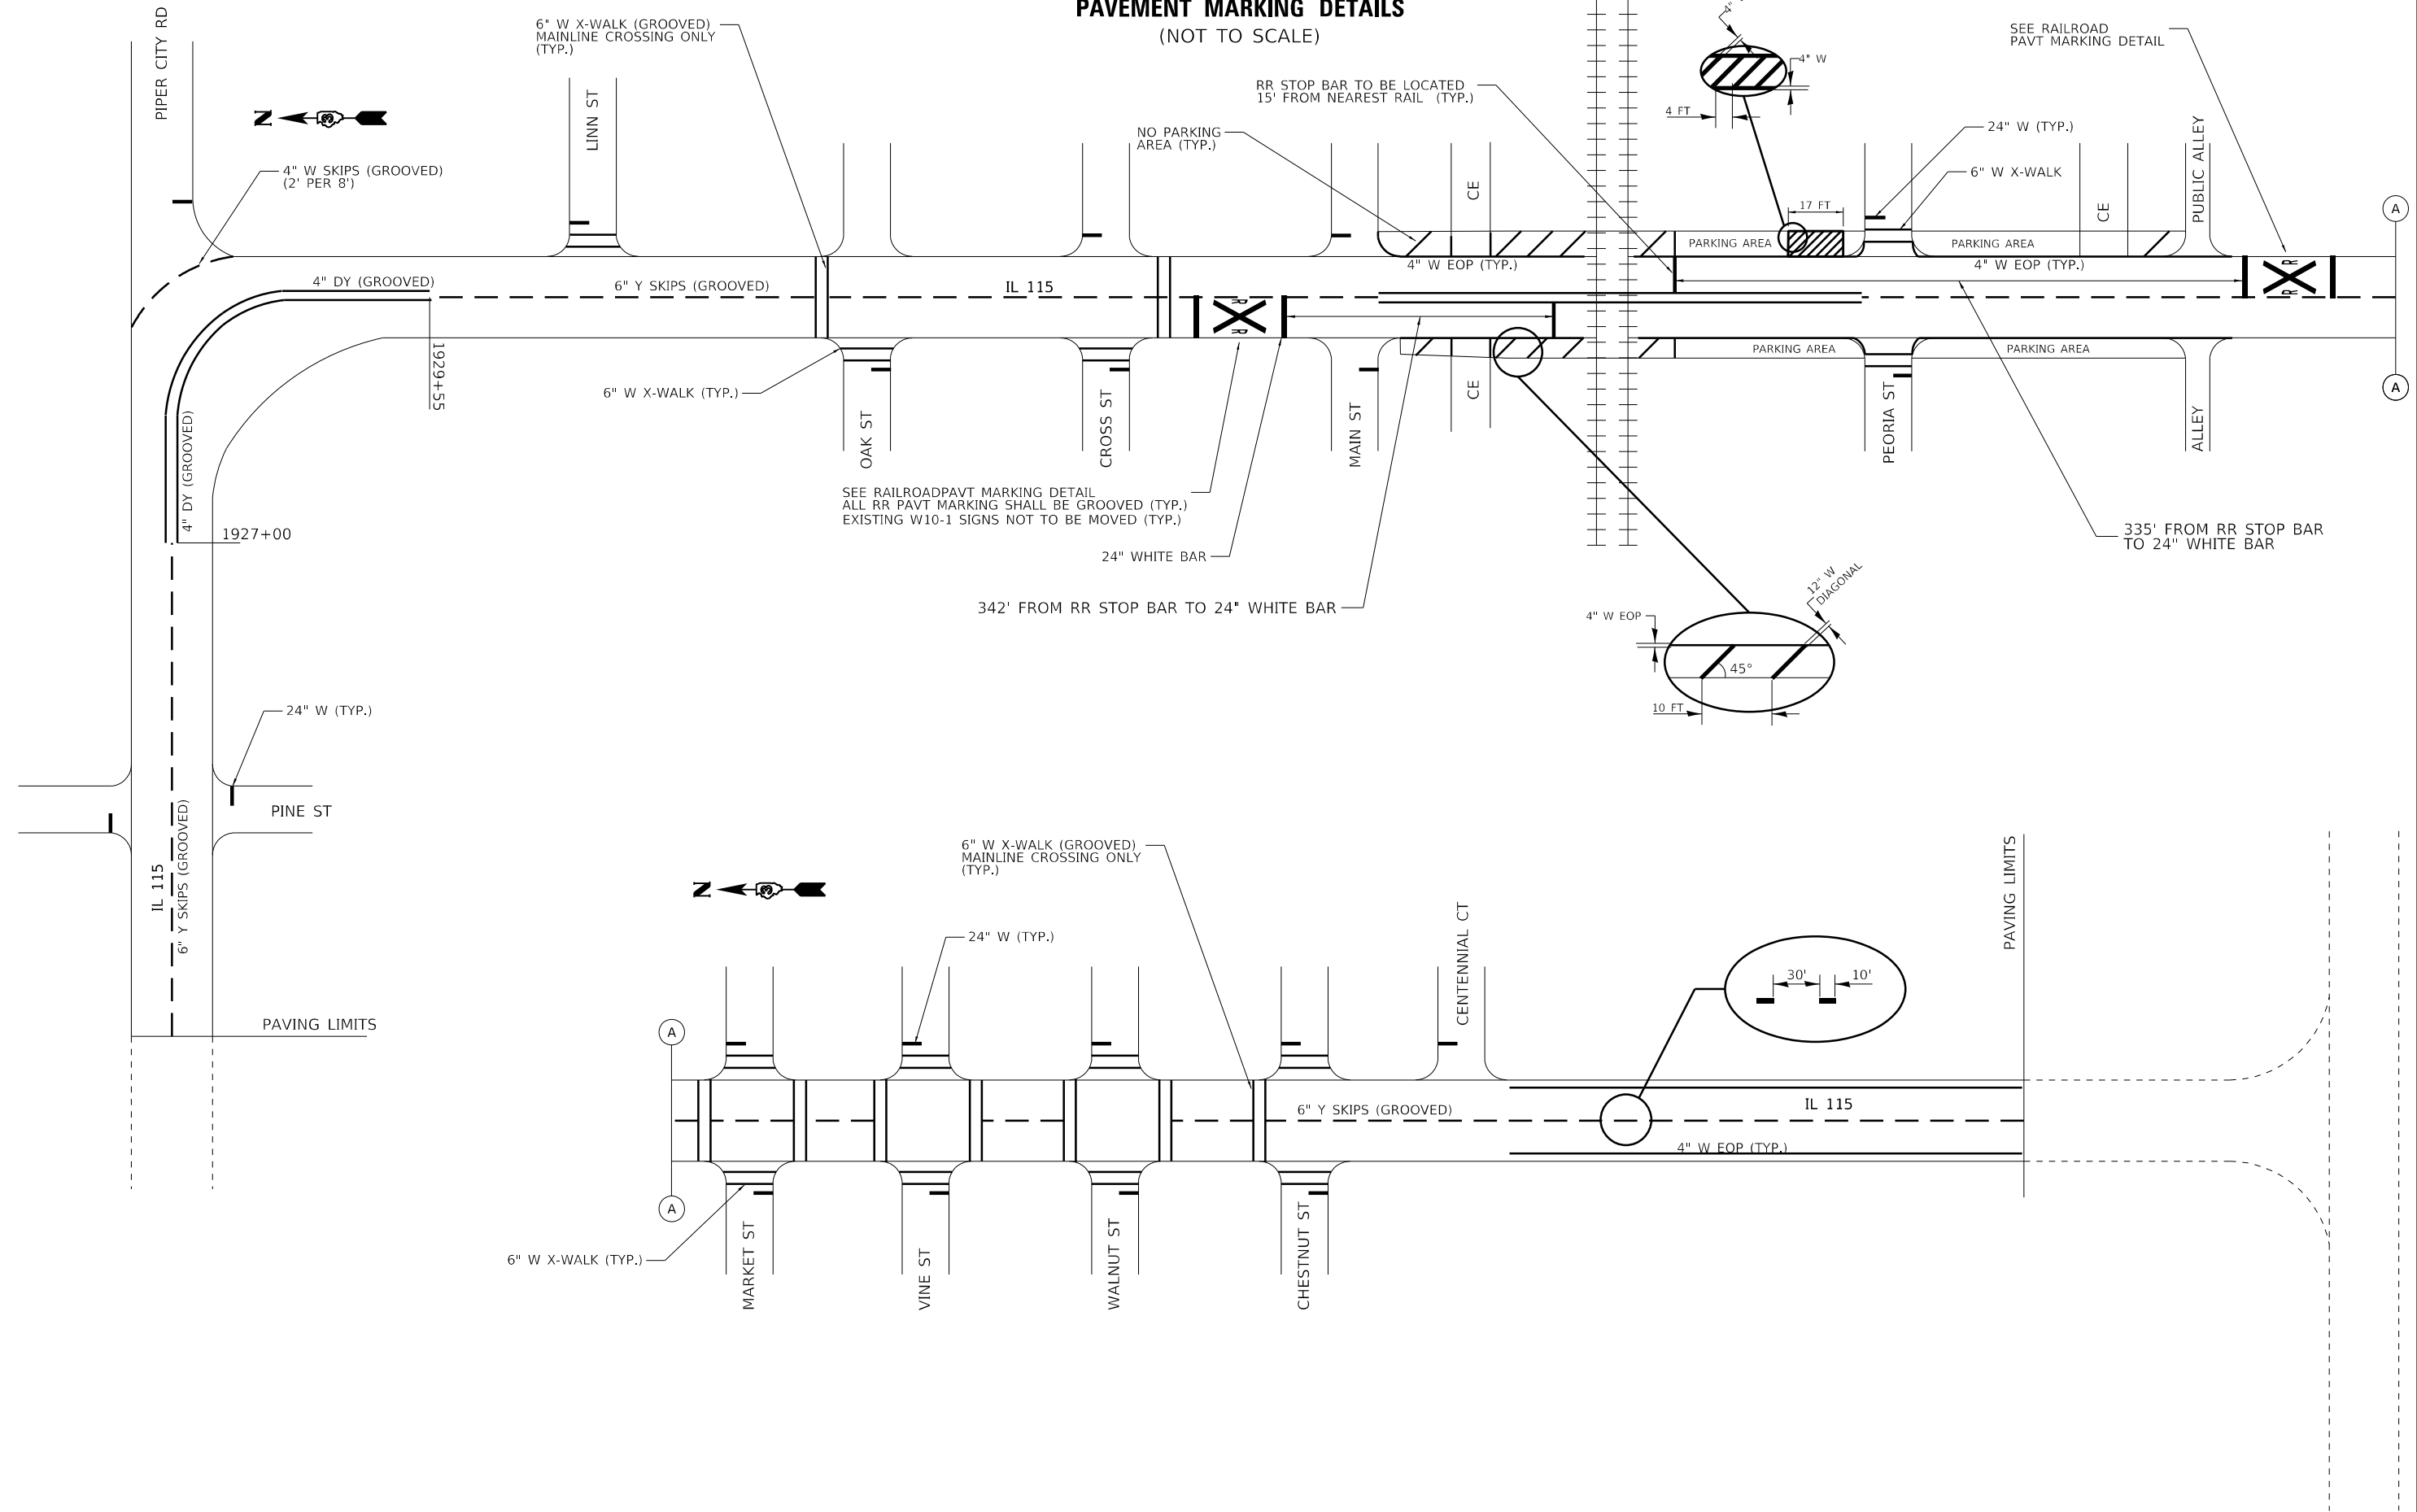 PAVEMENT MARKING DETAILS
(NOT TO SCALE)
PIPER CITY RD
6" W X-WALK (GROOVED)
MAINLINE CROSSING ONLY
(TYP.)
N
3
4" W SKIPS (GROOVED)
(2' PER 8')
LINN ST
RR STOP BAR TO BE LOCATED
15' FROM NEAREST RAIL (TYP.)
NO PARKING
AREA (TYP.)
CE
4" W
4 FT
17 FT
SEE RAILROAD
PAVT MARKING DETAIL
24" W (TYP.)
6" W X-WALK
CE
PUBLIC ALLEY
A
PARKING AREA
PARKING AREA
4" DY (GROOVED)
6" Y SKIPS (GROOVED)
IL 115
4" W EOP (TYP.)
4" W EOP (TYP.)
R
R
R
R
1929+55
PARKING AREA
PARKING AREA
A
6" W X-WALK (TYP.)
OAK ST
CROSS ST
MAIN ST
CE
PEORIA ST
ALLEY
4" DY (GROOVED)
1927+00
SEE RAILROADPAVT MARKING DETAIL
ALL RR PAVT MARKING SHALL BE GROOVED (TYP.)
EXISTING W10-1 SIGNS NOT TO BE MOVED (TYP.)
24" WHITE BAR
342' FROM RR STOP BAR TO 24" WHITE BAR
335' FROM RR STOP BAR
TO 24" WHITE BAR
12" W
DIAGONAL
4" W EOP
45°
10 FT
24" W (TYP.)
PINE ST
IL 115
6" Y SKIPS (GROOVED)
PAVING LIMITS
6" W X-WALK (GROOVED)
MAINLINE CROSSING ONLY
(TYP.)
N
3
24" W (TYP.)
CENTENNIAL CT
PAVING LIMITS
30'
10'
A
6" Y SKIPS (GROOVED)
IL 115
4" W EOP (TYP.)
A
6" W X-WALK (TYP.)
MARKET ST
VINE ST
WALNUT ST
CHESTNUT ST